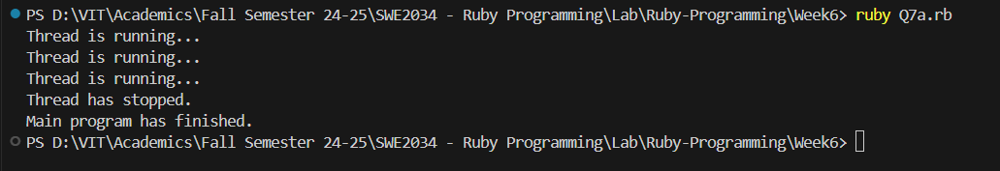 PS D:\VIT\Academics\Fall Semester 24-25\SWE2034 - Ruby Programming\Lab\Ruby-Programming\Week6> ruby Q7a.rb
Thread is running...
Thread is running...
Thread is running...
Thread has stopped.
Main program has finished.
PS D:\VIT\Academics\Fall Semester 24-25\SWE2034 - Ruby Programming\Lab\Ruby-Programming\Week6>